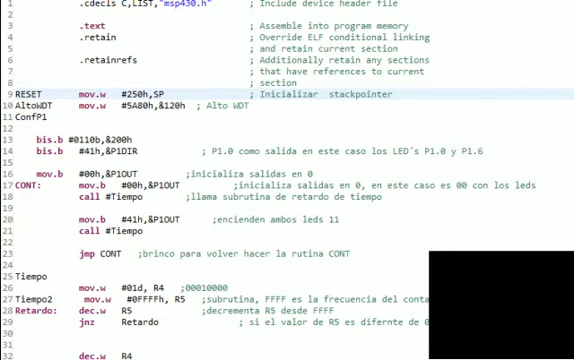 1 .cdecls C,LIST,"msp430.h" ; Include device header file
2
3 .text ; Assemble into program memory
4 .retain ; Override ELF conditional linking
5 ; and retain current section
6 .retainrefs ; Additionally retain any sections
7 ; that have references to current
8 ; section
9 RESET mov.w #250h,SP ; Inicializar stackpointer
10 AltoWDT mov.w #5A80h,&120h ; Alto WDT
11 ConfP1
12
13 bis.b #0110b,&200h
14 bis.b #41h,&P1DIR ; P1.0 como salida en este caso los LED´s P1.0 y P1.6
15
16 mov.b #00h,&P1OUT ;inicializa salidas en 0
17 CONT: mov.b #00h,&P1OUT ;inicializa salidas en 0, en este caso es 00 con los leds
18 call #Tiempo ;llama subrutina de retardo de tiempo
19
20 mov.b #41h,&P1OUT ;encienden ambos leds 11
21 call #Tiempo
22
23 jmp CONT ;brinco para volver hacer la rutina CONT
24
25 Tiempo
26 mov.w #01d, R4 ;00010000
27 Tiempo2 mov.w #0FFFFh, R5 ;subrutina, FFFF es la frecuencia del conta
28 Retardo: dec.w R5 ;decrementa R5 desde FFFF
29 jnz Retardo ; si el valor de R5 es difernte de 0
30
31
32 dec.w R4